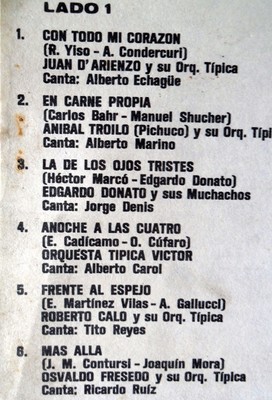 LADO 1
1. CON TODO MI CORAZON
(R. Yiso - A. Condercuri)
JUAN D'ARIENZO y su Orq. Típica
Canta: Alberto Echagüe
2. EN CARNE PROPIA
(Carlos Bahr - Manuel Shucher)
ANIBAL TROILO (Pichuco) y su Orq. Típi
Canta: Alberto Marino
3. LA DE LOS OJOS TRISTES
(Héctor Marcó - Edgardo Donato)
EDGARDO DONATO y sus Muchachos
Canta: Jorge Denis
4. ANOCHE A LAS CUATRO
(E. Cadícamo - O. Cúfaro)
ORQUESTA TIPICA VICTOR
Canta: Alberto Carol
5. FRENTE AL ESPEJO
(E. Martínez Vilas - A. Gallucci)
ROBERTO CALO y su Orq. Típica
Canta: Tito Reyes
6. MAS ALLA
(J. M. Contursi - Joaquín Mora)
OSVALDO FRESEDO y su Orq. Típica
Canta: Ricardo Ruiz